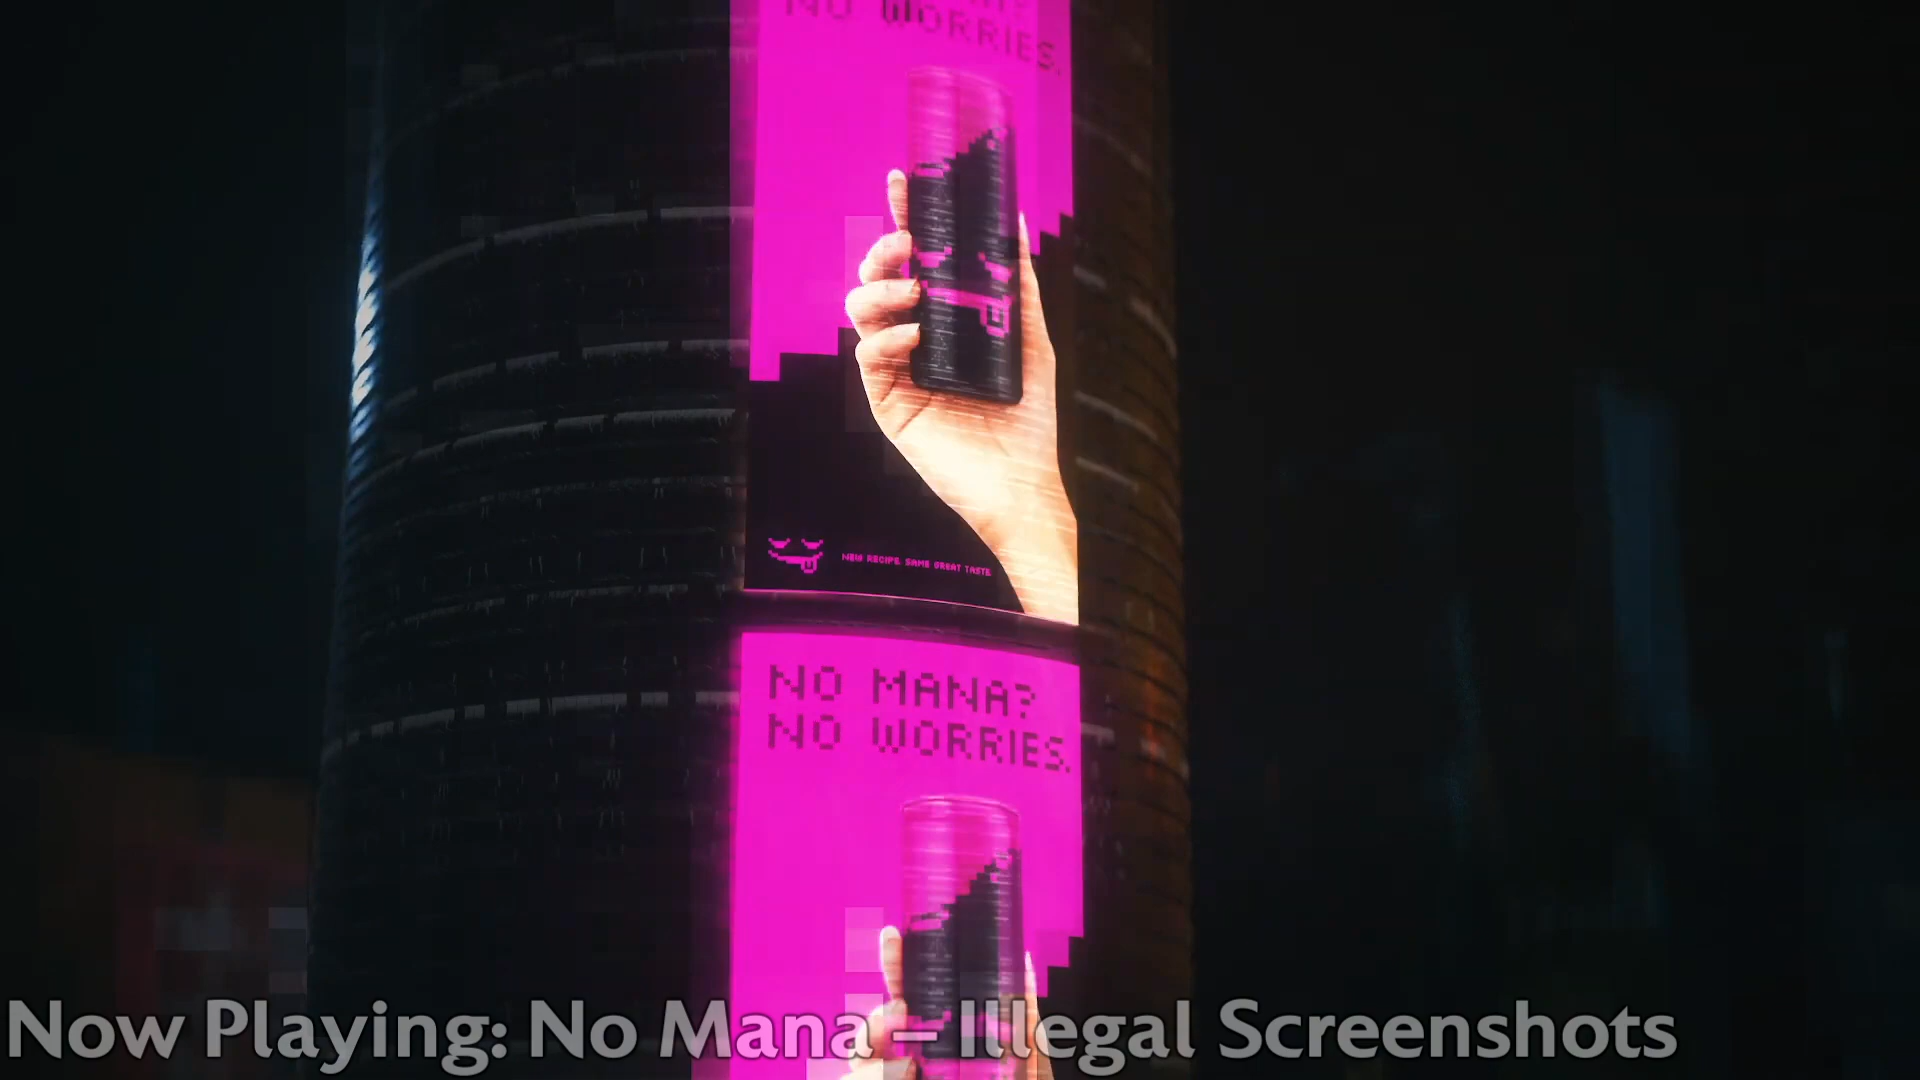 NO WORRIES.
NEW RECIPE. SAME GREAT TASTE.
NO MANA?
NO WORRIES.
Now Playing: No Mana – Illegal Screenshots